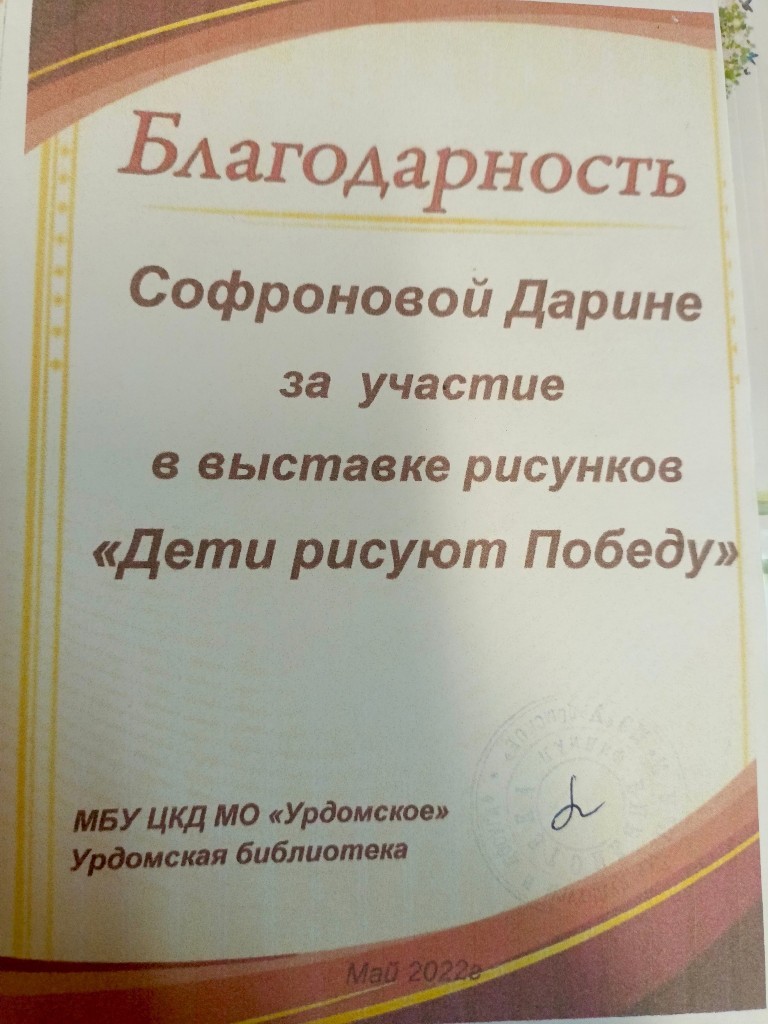 Благодарность
Софроновой Дарине
за участие
в выставке рисунков
«Дети рисуют Победу»
МБУ ЦКД МО «Урдомское»
Урдомская библиотека
Май 2022г